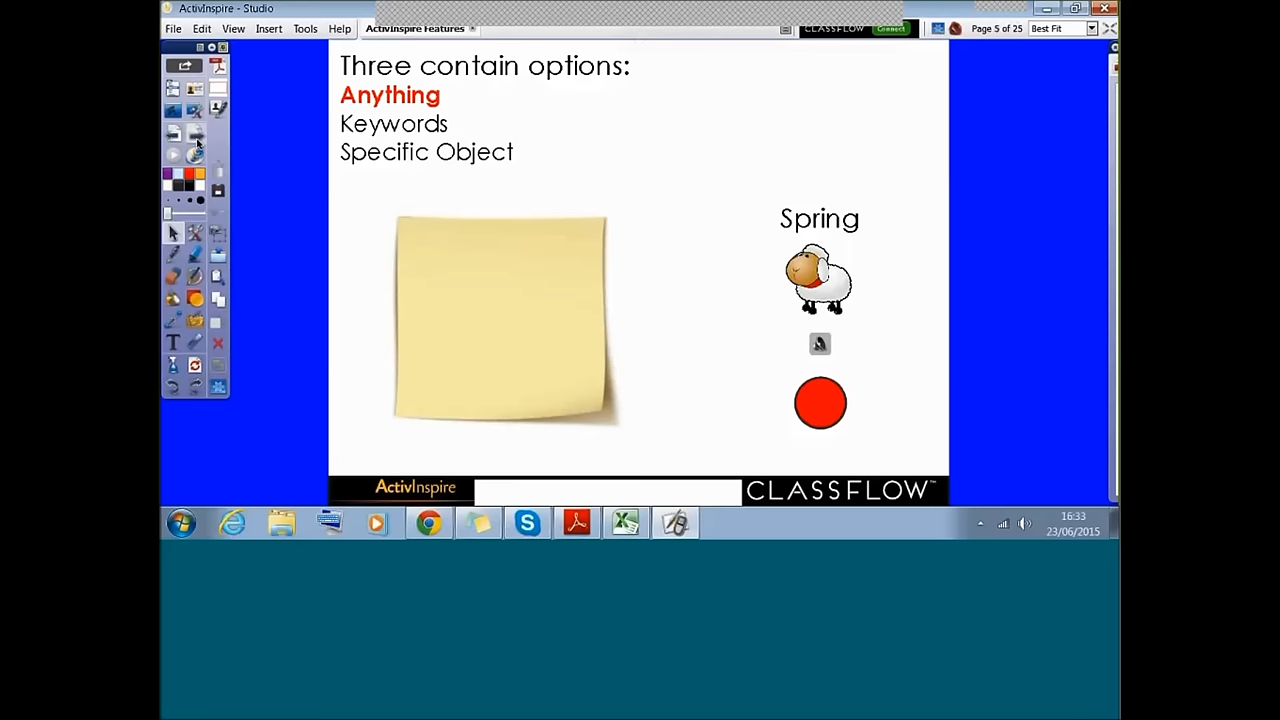 ActivInspire - Studio
File Edit View Insert Tools Help
ActivInspire Features
CLASSFLOW Connect
Page 5 of 25
Best Fit
Three contain options:
Anything
Keywords
Specific Object
Spring
ActivInspire
CLASSFLOW™
16:33
23/06/2015